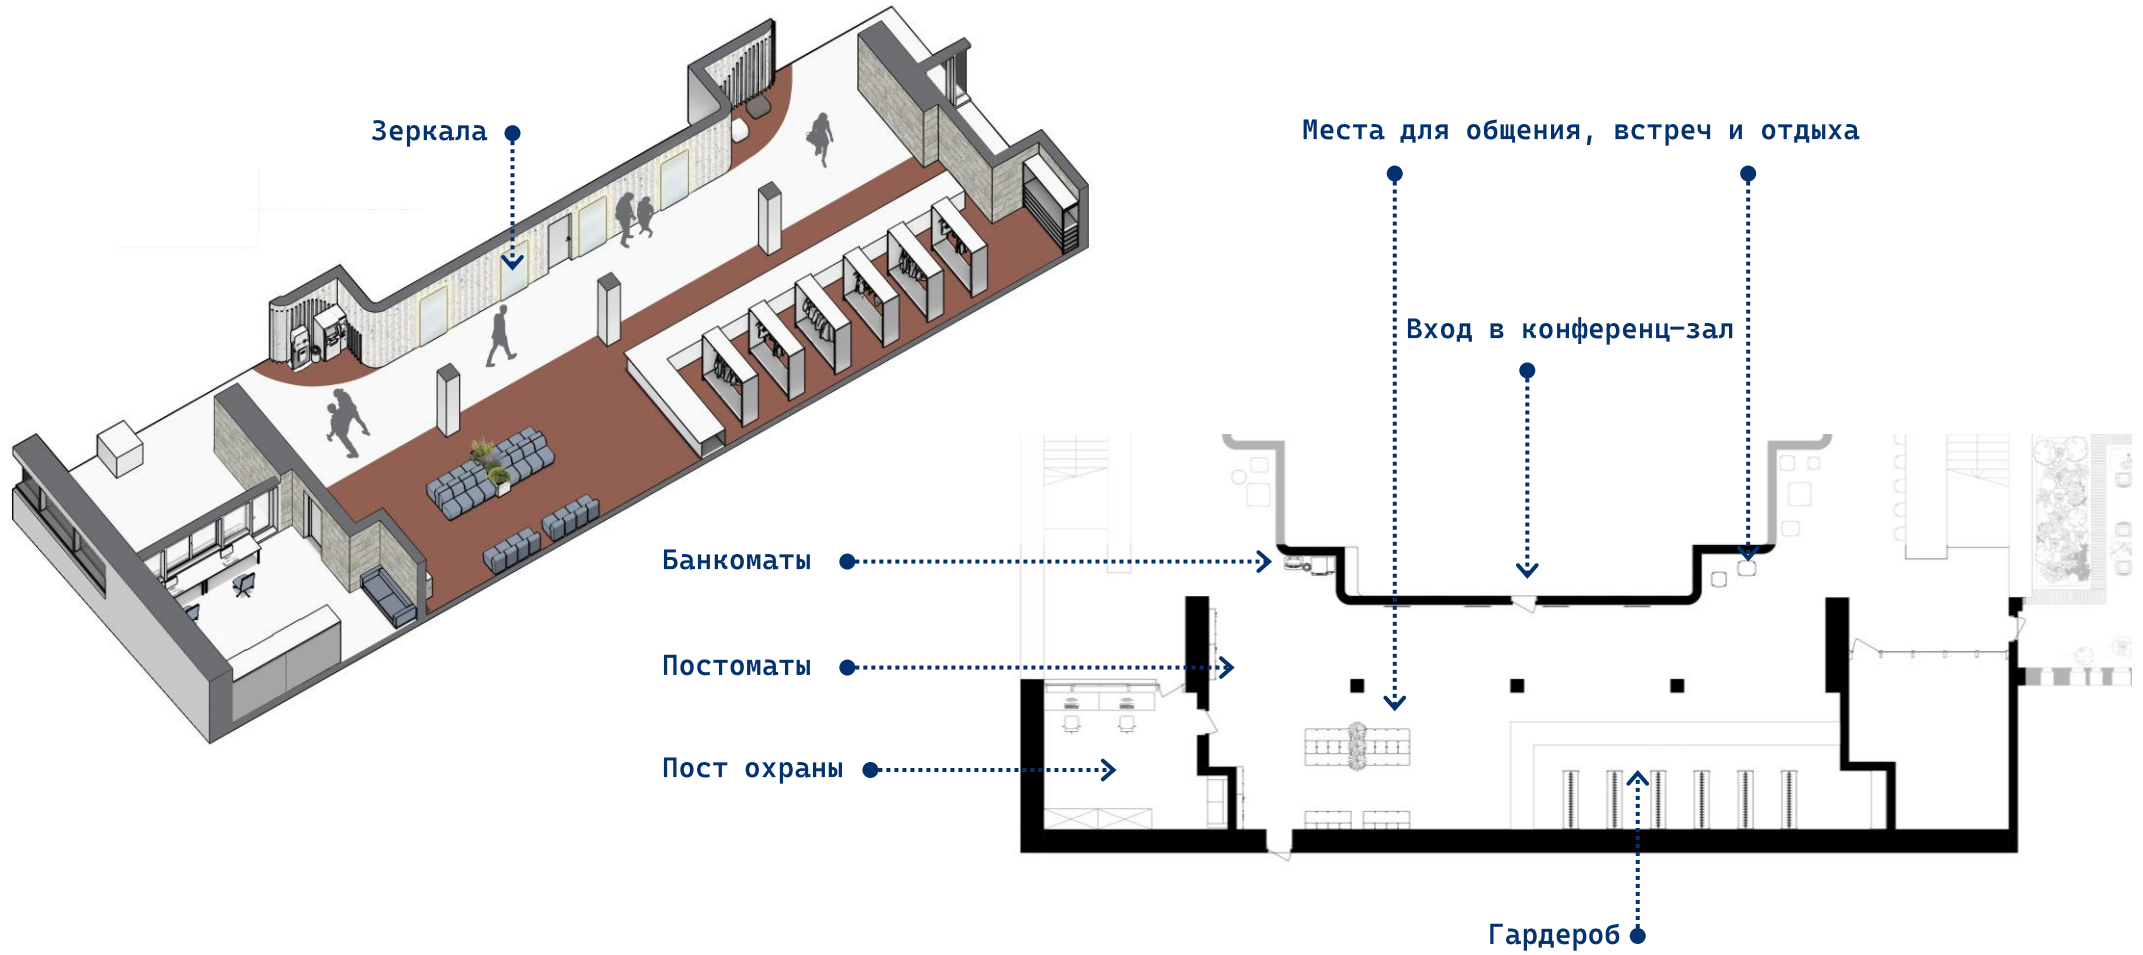 Зеркала
Места для общения, встреч и отдыха
Вход в конференц-зал
Банкоматы
Постоматы
Пост охраны
Гардероб